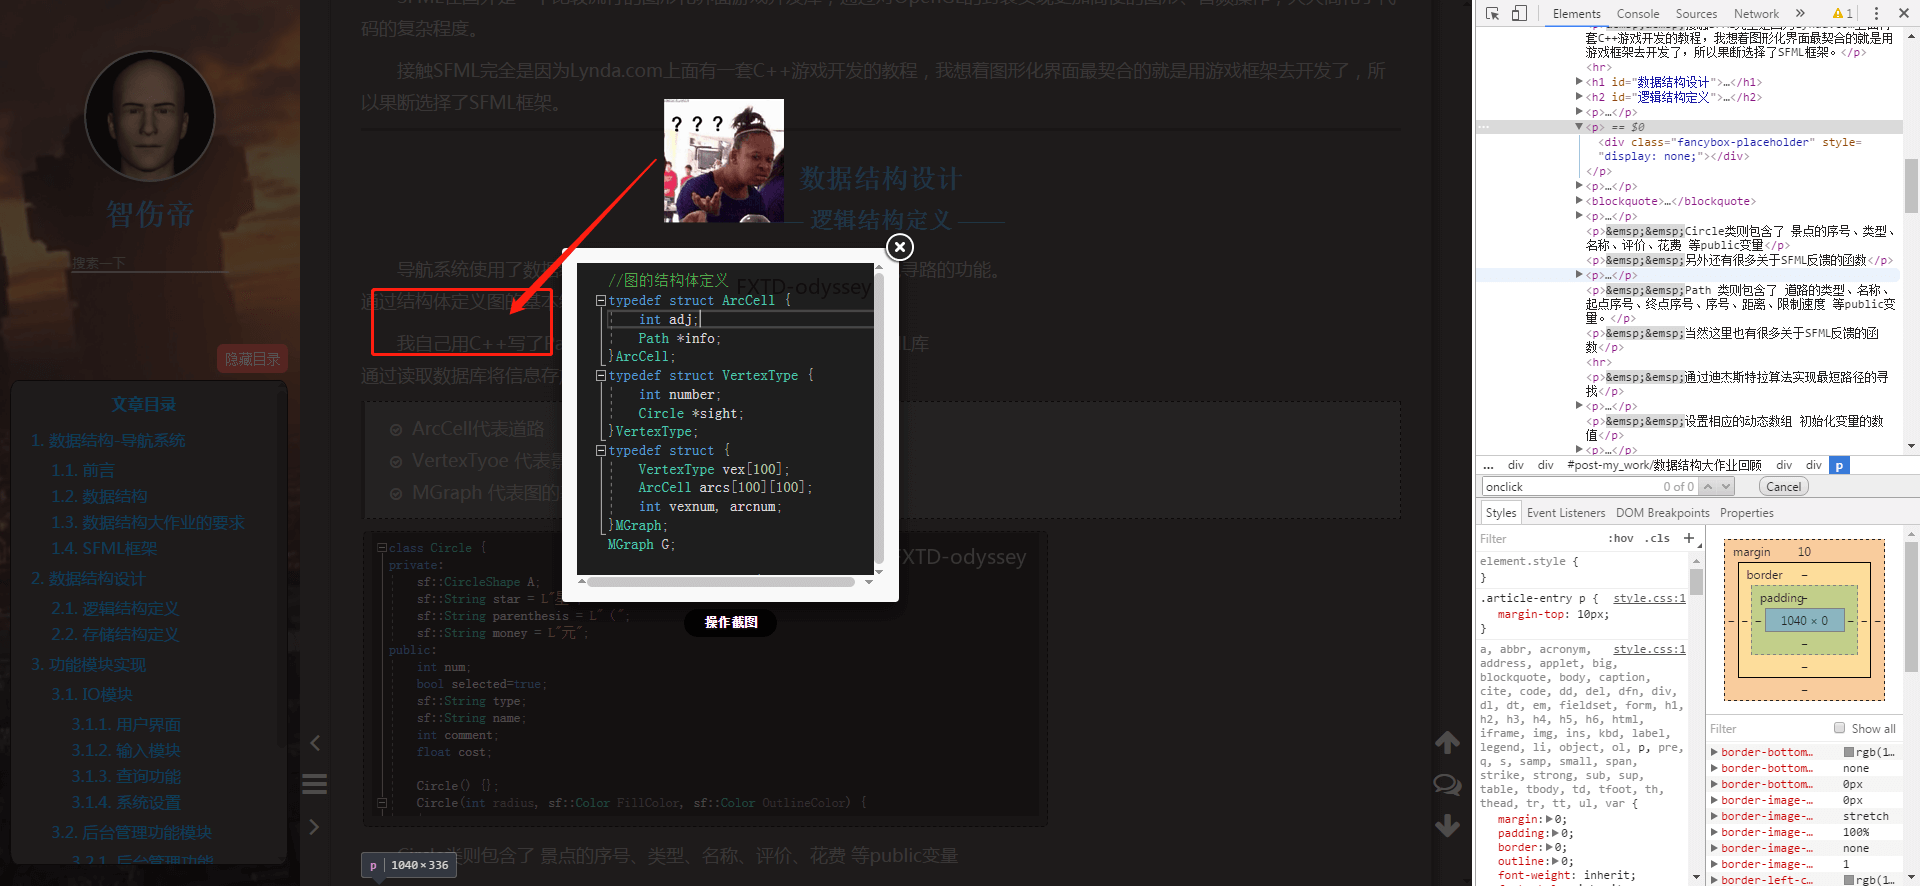 智伤帝
搜索一下
隐藏目录
文章目录
1. 数据结构-导航系统
1.1. 前言
1.2. 数据结构
1.3. 数据结构大作业的要求
1.4. SFML框架
2. 数据结构设计
2.1. 逻辑结构定义
2.2. 存储结构定义
3. 功能模块实现
3.1. IO模块
3.1.1. 用户界面
3.1.2. 输入模块
3.1.3. 查询功能
3.1.4. 系统设置
3.2. 后台管理功能模块
3.2.1. 后台管理功能
码的复杂程度。
接触SFML完全是因为Lynda.com上面有一套C++游戏开发的教程，我想着图形化界面最契合的就是用游戏框架去开发了，所
以果断选择了SFML框架。
? ? ?
数据结构设计
逻辑结构定义
导航系统使用了数据
寻路的功能。
通过结构体定义图的基本
我自己用C++写了
L库
通过读取数据库将信息存
ArcCell代表道路
VertexTyoe 代表
MGraph 代表图的
FXTD-odyssey
//图的结构体定义
typedef struct ArcCell {
int adj;
Path *info;
}ArcCell;
typedef struct VertexType {
int number;
Circle *sight;
}VertexType;
typedef struct {
VertexType vex[100];
ArcCell arcs[100][100];
int vexnum, arcnum;
}MGraph;
MGraph G;
操作截图
class Circle {
private:
sf::CircleShape A;
sf::String star = L"星
sf::String parenthesis = L" (";
sf::String money = L"元";
public:
int num;
bool selected=true;
sf::String type;
sf::String name;
int comment;
float cost;
Circle() {};
Circle(int radius, sf::Color FillColor, sf::Color OutlineColor) {
FXTD-odyssey
类则包含了 景点的序号、类型、名称、评价、花费 等public变量
p 1040×336
Elements Console Sources Network » 1
套C++游戏开发的教程，我想着图形化界面最契合的就是用
游戏框架去开发了，所以果断选择了SFML框架。</p>
<hr>
<h1 id="数据结构设计">…</h1>
<h2 id="逻辑结构定义">…</h2>
<p>…</p>
<p> == $0
<div class="fancybox-placeholder" style=
"display: none;"></div>
</p>
<p>…</p>
<blockquote>…</blockquote>
<p>…</p>
<p>&emsp;&emsp;Circle类则包含了 景点的序号、类型、
名称、评价、花费 等public变量</p>
<p>&emsp;&emsp;另外还有很多关于SFML反馈的函数</p>
<p>…</p>
<p>&emsp;&emsp;Path 类则包含了 道路的类型、名称、
起点序号、终点序号、序号、距离、限制速度 等public变
量。</p>
<p>&emsp;&emsp;当然这里也有很多关于SFML反馈的函
数</p>
<hr>
<p>&emsp;&emsp;通过迪杰斯特拉算法实现最短路径的寻
找</p>
<p>…</p>
<p>&emsp;&emsp;设置相应的动态数组 初始化变量的数
值</p>
<p>…</p>
... div div #post-my_work/数据结构大作业回顾 div div p
onclick 0 of 0 Cancel
Styles Event Listeners DOM Breakpoints Properties
Filter :hov .cls +
element.style {
}
.article-entry p { style.css:1
margin-top: 10px;
}
a, abbr, acronym, style.css:1
address, applet, big,
blockquote, body, caption,
cite, code, dd, del, dfn, div,
dl, dt, em, fieldset, form, h1,
h2, h3, h4, h5, h6, html,
iframe, img, ins, kbd, label,
legend, li, object, ol, p, pre,
q, s, samp, small, span,
strike, strong, sub, sup,
table, tbody, td, tfoot, th,
thead, tr, tt, ul, var {
margin: 0;
padding: 0;
border: 0;
outline: 0;
font-weight: inherit;
margin 10
border –
padding –
1040 × 0
Filter Show all
border-bottom… rgb(1…
border-bottom… none
border-bottom… 0px
border-image-… 0px
border-image-… stretch
border-image-… 100%
border-image-… none
border-image-… 1
border-left-c… rgb(1…